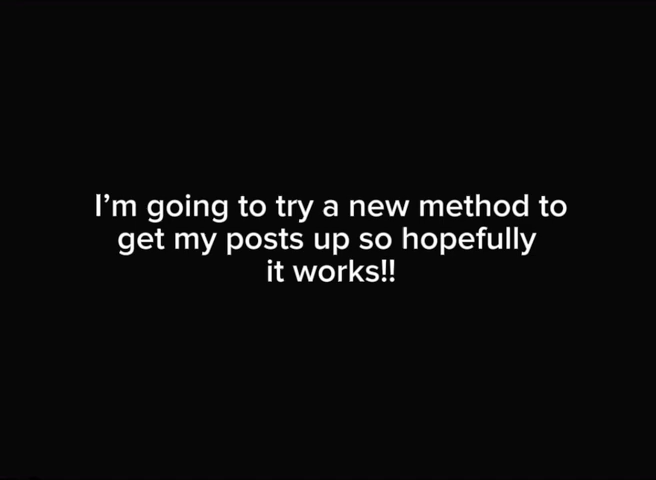 I’m going to try a new method to
get my posts up so hopefully
it works!!